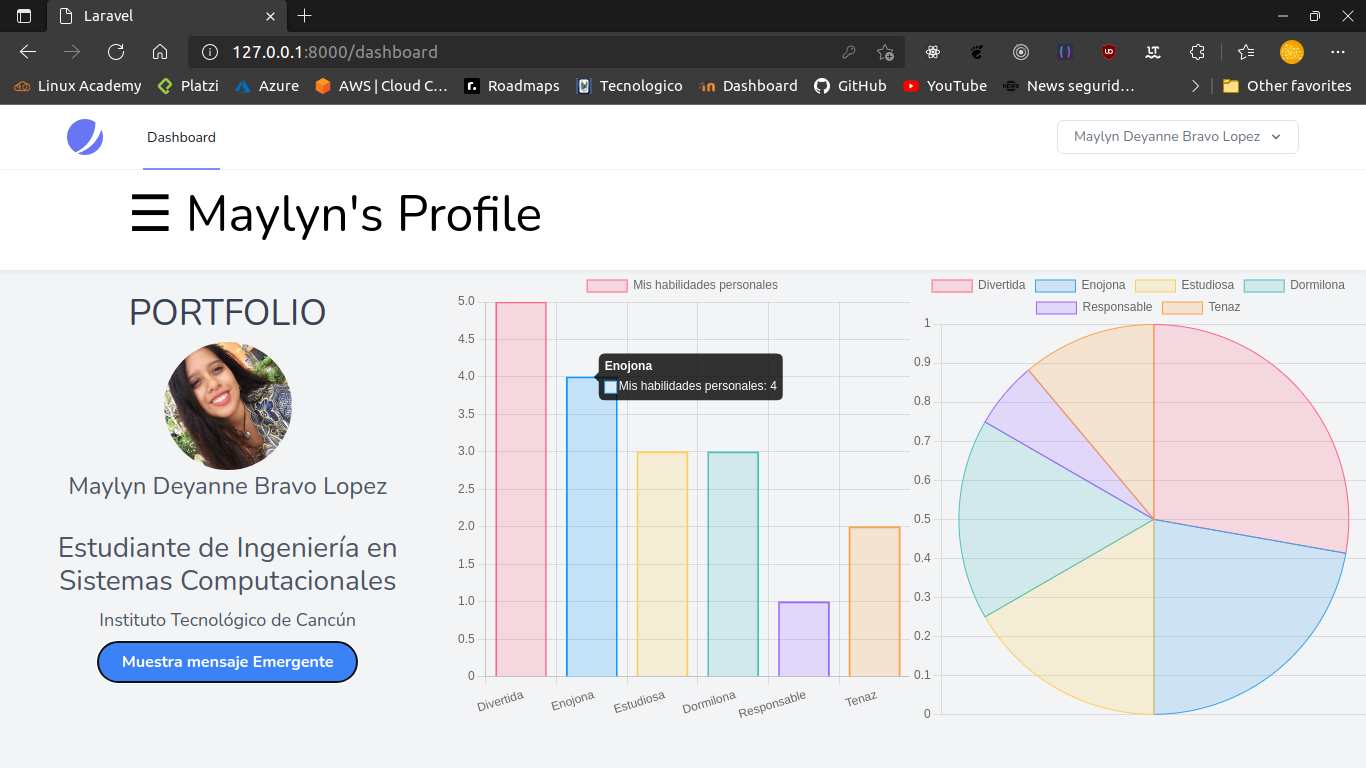 Laravel
127.0.0.1:8000/dashboard
Linux Academy
Platzi
Azure
AWS | Cloud C…
Roadmaps
Tecnologico
Dashboard
GitHub
YouTube
News segurid…
Other favorites
Dashboard
Maylyn Deyanne Bravo Lopez
☰ Maylyn's Profile
PORTFOLIO
Maylyn Deyanne Bravo Lopez
Estudiante de Ingeniería en
Sistemas Computacionales
Instituto Tecnológico de Cancún
Muestra mensaje Emergente
Mis habilidades personales
5.0
4.5
4.0
3.5
3.0
2.5
2.0
1.5
1.0
0.5
0
Enojona
Mis habilidades personales: 4
Divertida
Enojona
Estudiosa
Dormilona
Responsable
Tenaz
Divertida Enojona Estudiosa Dormilona
Responsable Tenaz
1
0.9
0.8
0.7
0.6
0.5
0.4
0.3
0.2
0.1
0